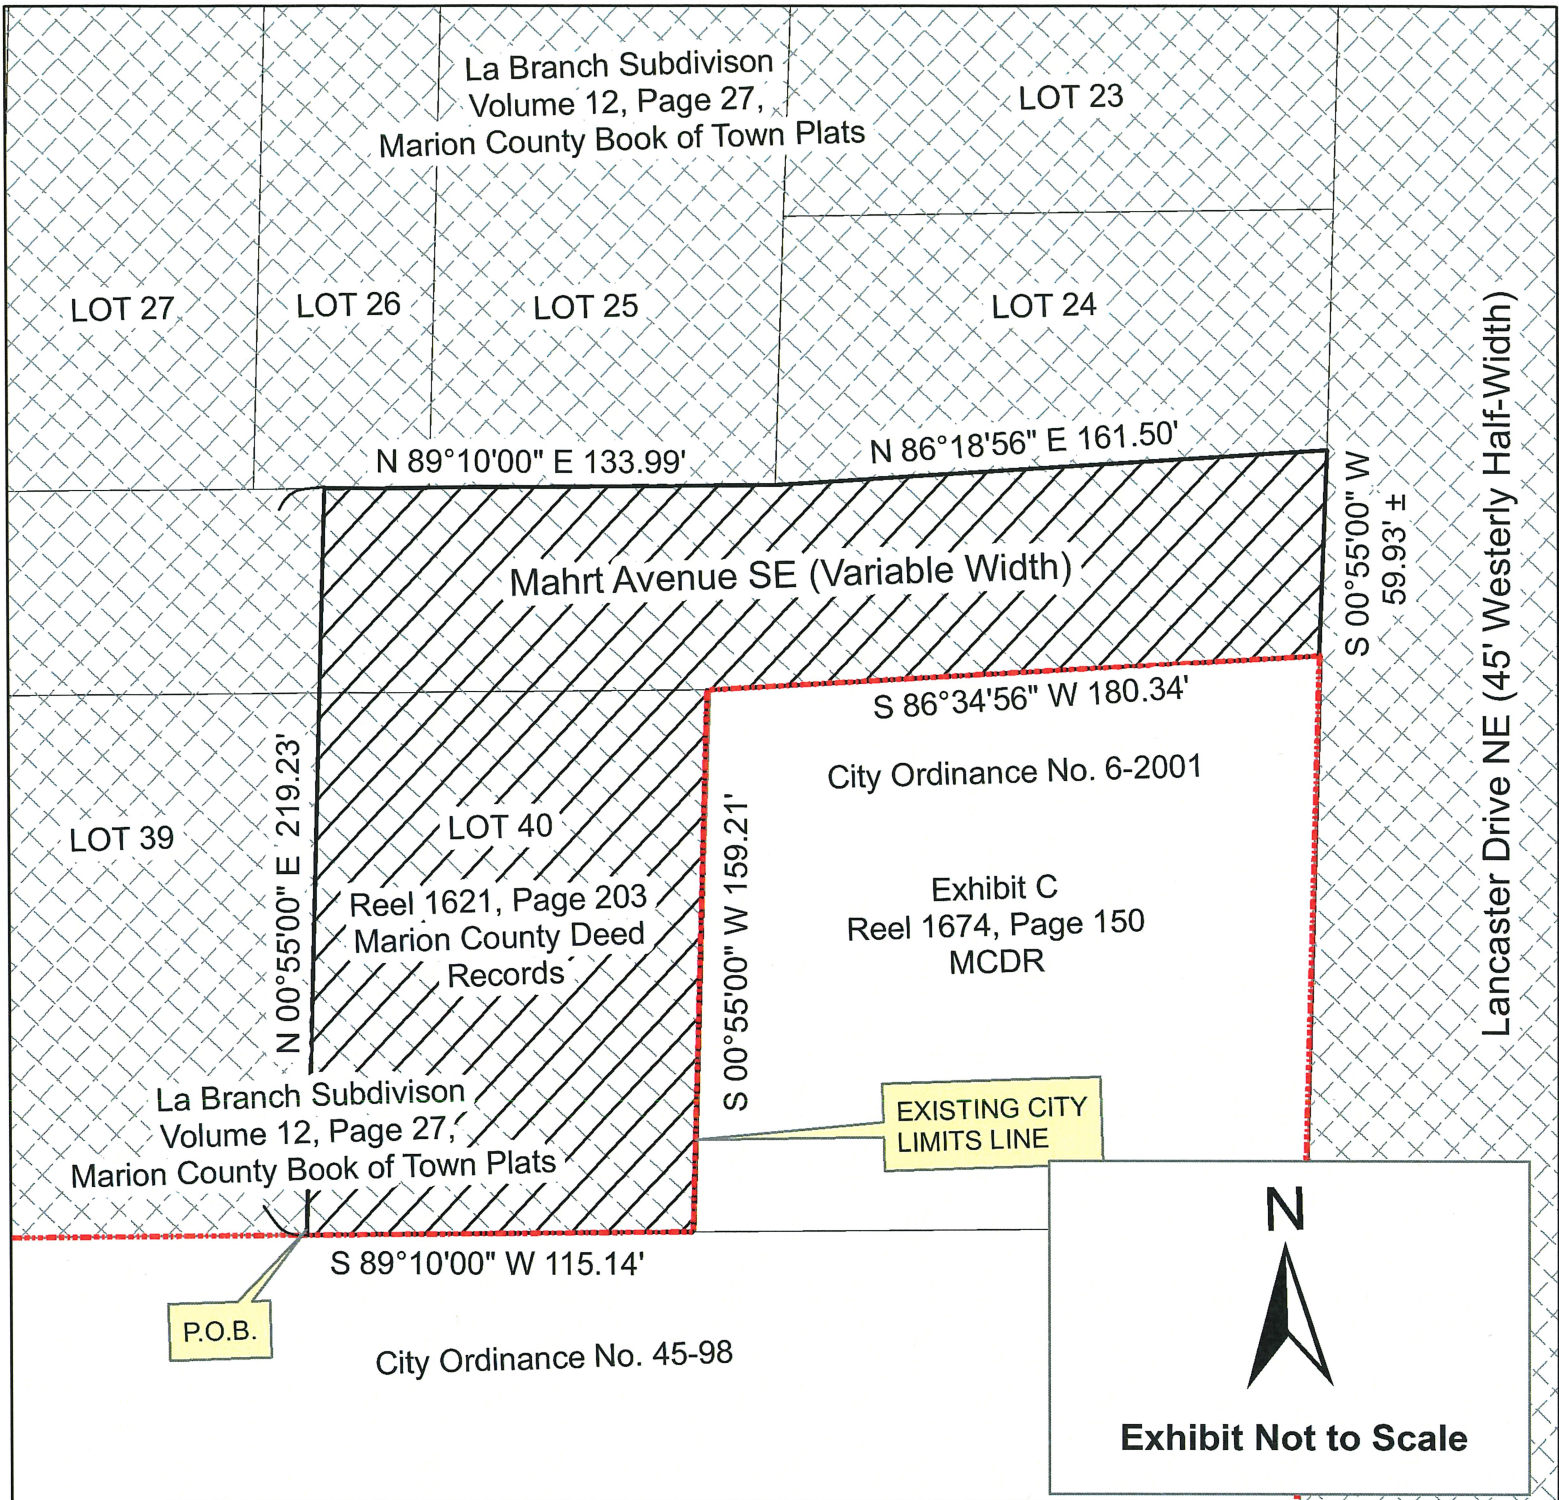 La Branch Subdivison
Volume 12, Page 27,
Marion County Book of Town Plats
LOT 23
LOT 27
LOT 26
LOT 25
LOT 24
N 89°10'00" E 133.99'
N 86°18'56" E 161.50'
S 00°55'00" W
59.93' ±
Lancaster Drive NE (45' Westerly Half-Width)
Mahrt Avenue SE (Variable Width)
S 86°34'56" W 180.34'
City Ordinance No. 6-2001
N 00°55'00" E 219.23'
LOT 39
LOT 40
Reel 1621, Page 203
Marion County Deed
Records
S 00°55'00" W 159.21'
Exhibit C
Reel 1674, Page 150
MCDR
La Branch Subdivison
Volume 12, Page 27,
Marion County Book of Town Plats
EXISTING CITY
LIMITS LINE
S 89°10'00" W 115.14'
P.O.B.
City Ordinance No. 45-98
N
Exhibit Not to Scale